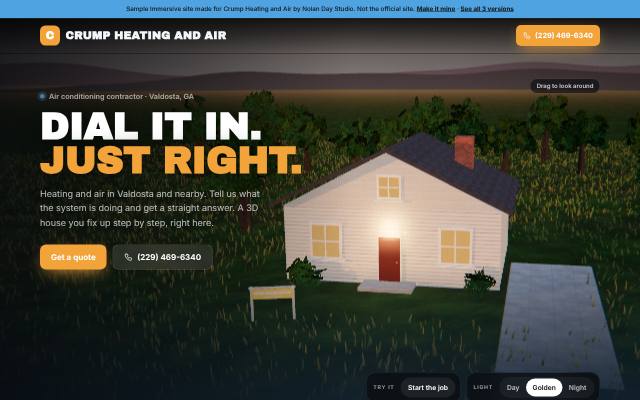 Sample Immersive site made for Crump Heating and Air by Nolan Day Studio. Not the official site. Make it mine · See all 3 versions
C CRUMP HEATING AND AIR
(229) 469-6340
Drag to look around
Air conditioning contractor · Valdosta, GA
DIAL IT IN.
JUST RIGHT.
Heating and air in Valdosta and nearby. Tell us what
the system is doing and get a straight answer. A 3D
house you fix up step by step, right here.
Get a quote
(229) 469-6340
TRY IT Start the job
LIGHT Day Golden Night